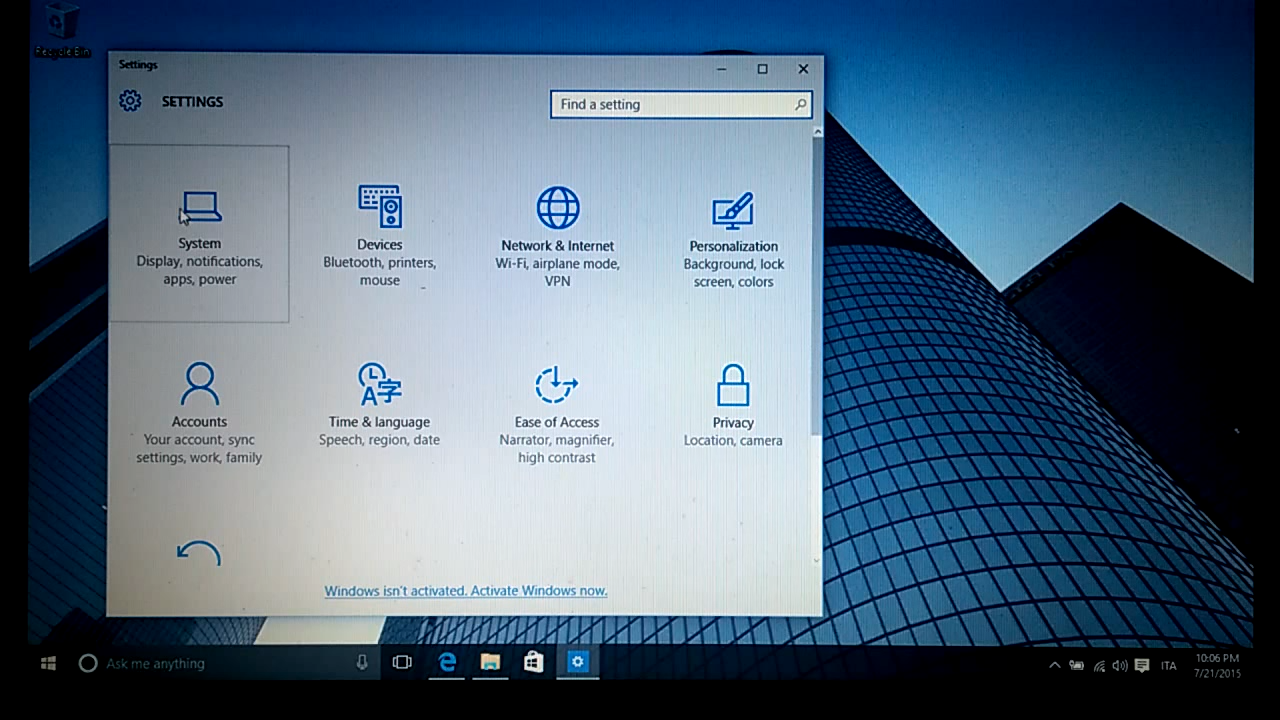 Recycle Bin
Settings
SETTINGS
Find a setting
System
Display, notifications,
apps, power
Devices
Bluetooth, printers,
mouse
Network & Internet
Wi-Fi, airplane mode,
VPN
Personalization
Background, lock
screen, colors
Accounts
Your account, sync
settings, work, family
Time & language
Speech, region, date
Ease of Access
Narrator, magnifier,
high contrast
Privacy
Location, camera
Windows isn't activated. Activate Windows now.
Ask me anything
ITA
10:06 PM
7/21/2015